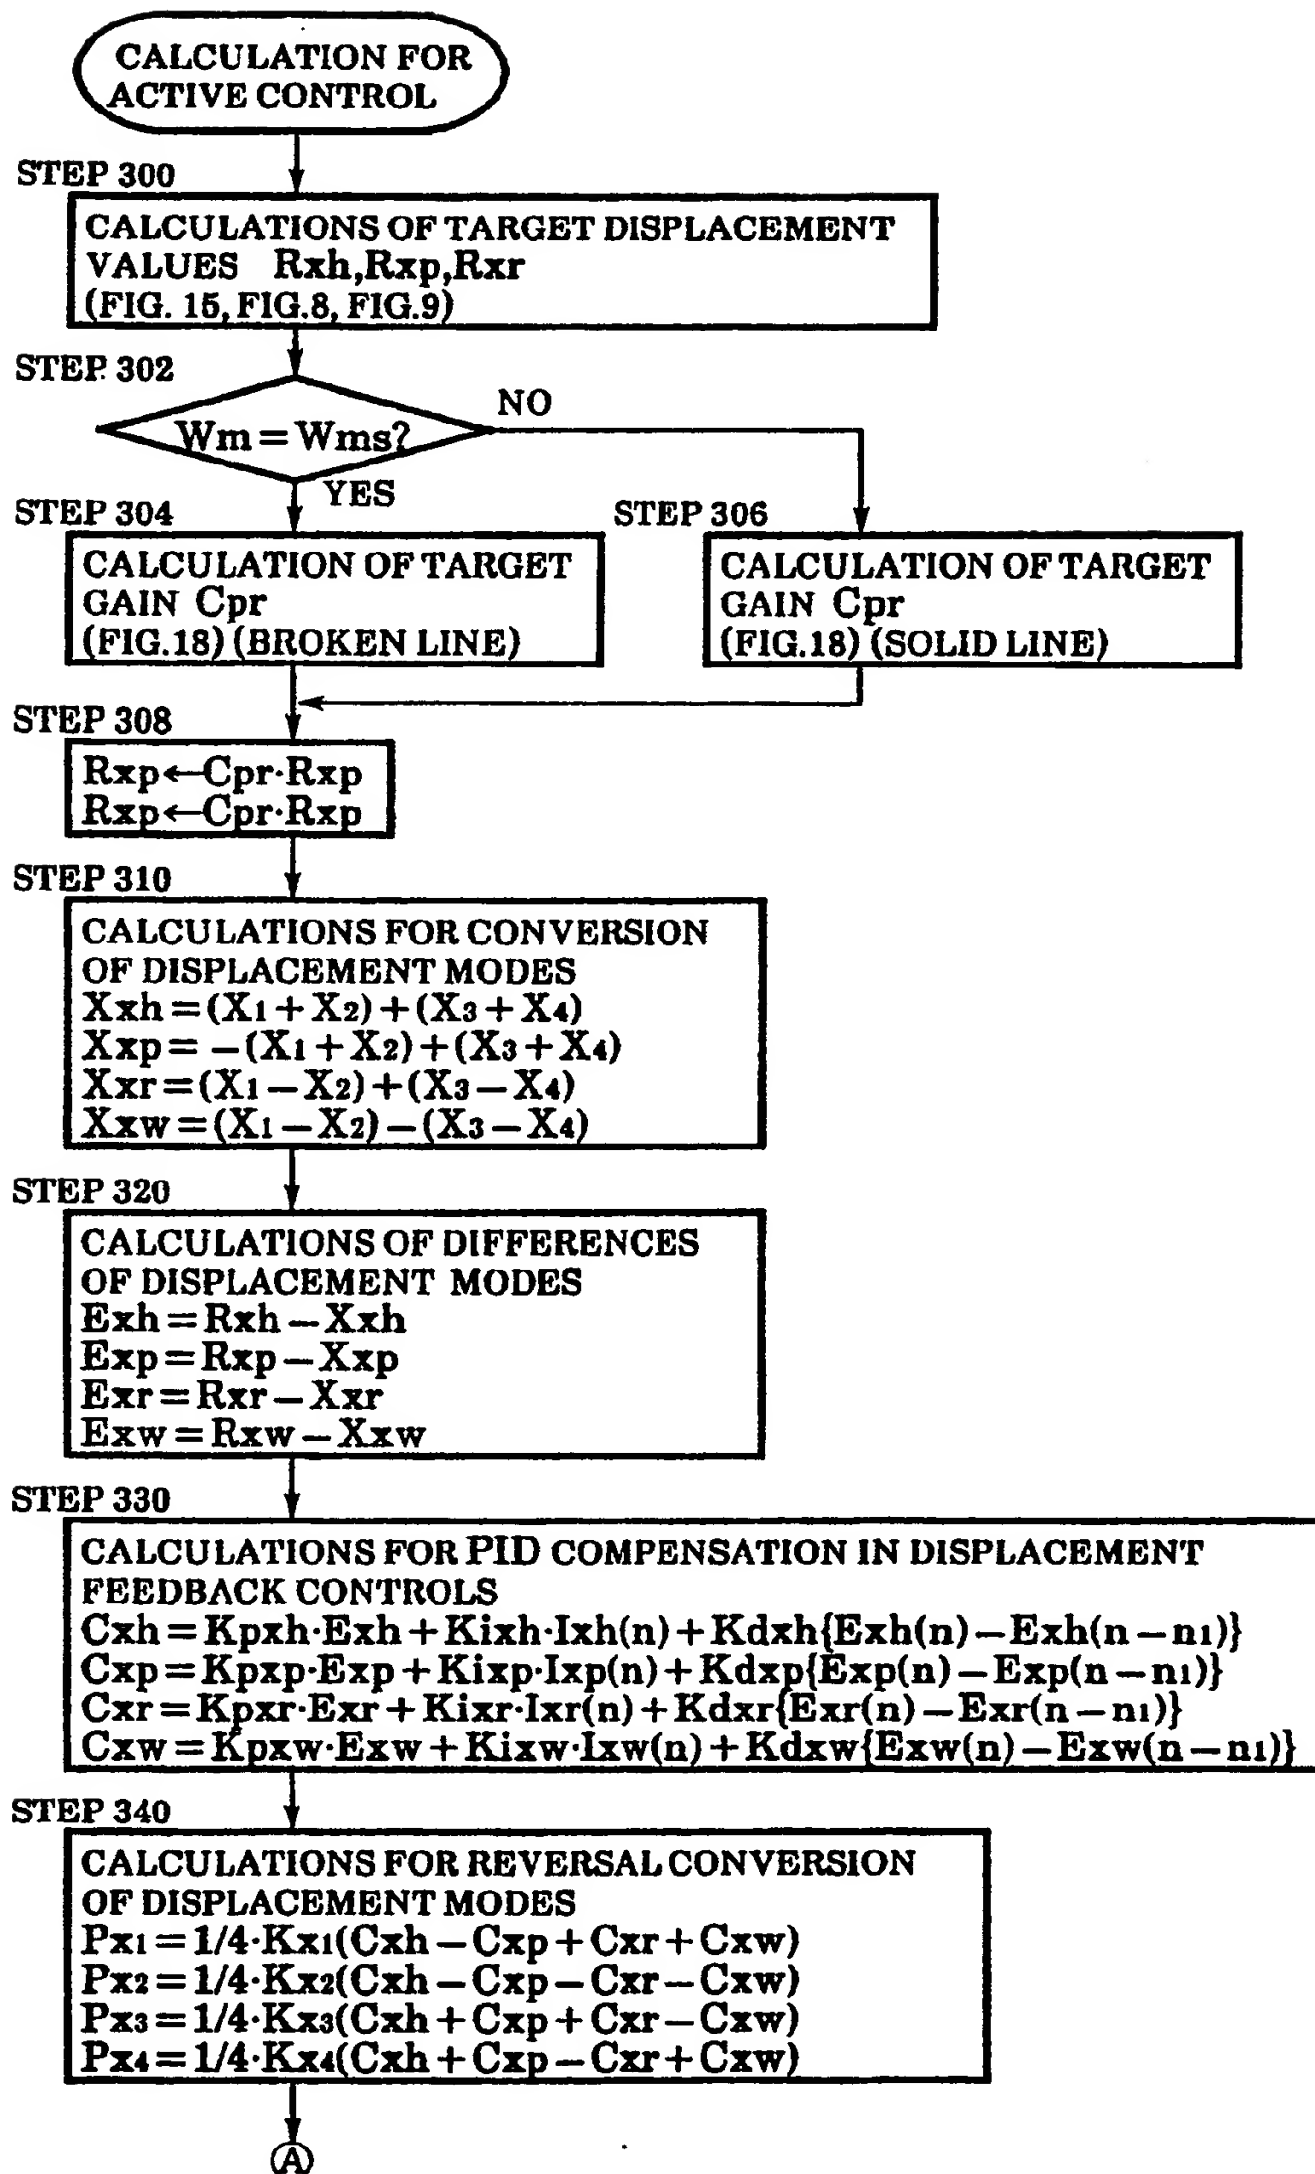 CALCULATION FOR
ACTIVE CONTROL
STEP 300
CALCULATIONS OF TARGET DISPLACEMENT
VALUES Rxh,Rxp,Rxr
(FIG. 15, FIG.8, FIG.9)
STEP 302
Wm = Wms?
NO
YES
STEP 304
CALCULATION OF TARGET
GAIN Cpr
(FIG.18) (BROKEN LINE)
STEP 306
CALCULATION OF TARGET
GAIN Cpr
(FIG.18) (SOLID LINE)
STEP 308
Rxp←Cpr·Rxp
Rxp←Cpr·Rxp
STEP 310
CALCULATIONS FOR CONVERSION
OF DISPLACEMENT MODES
Xxh = (X1 + X2) + (X3 + X4)
Xxp = −(X1 + X2) + (X3 + X4)
Xxr = (X1 − X2) + (X3 − X4)
Xxw = (X1 − X2) − (X3 − X4)
STEP 320
CALCULATIONS OF DIFFERENCES
OF DISPLACEMENT MODES
Exh = Rxh − Xxh
Exp = Rxp − Xxp
Exr = Rxr − Xxr
Exw = Rxw − Xxw
STEP 330
CALCULATIONS FOR PID COMPENSATION IN DISPLACEMENT
FEEDBACK CONTROLS
Cxh = Kpxh·Exh + Kixh·Ixh(n) + Kdxh{Exh(n) − Exh(n − n1)}
Cxp = Kpxp·Exp + Kixp·Ixp(n) + Kdxp{Exp(n) − Exp(n − n1)}
Cxr = Kpxr·Exr + Kixr·Ixr(n) + Kdxr{Exr(n) − Exr(n − n1)}
Cxw = Kpxw·Exw + Kixw·Ixw(n) + Kdxw{Exw(n) − Exw(n − n1)}
STEP 340
CALCULATIONS FOR REVERSAL CONVERSION
OF DISPLACEMENT MODES
Px1 = 1/4·Kx1(Cxh − Cxp + Cxr + Cxw)
Px2 = 1/4·Kx2(Cxh − Cxp − Cxr − Cxw)
Px3 = 1/4·Kx3(Cxh + Cxp + Cxr − Cxw)
Px4 = 1/4·Kx4(Cxh + Cxp − Cxr + Cxw)
A